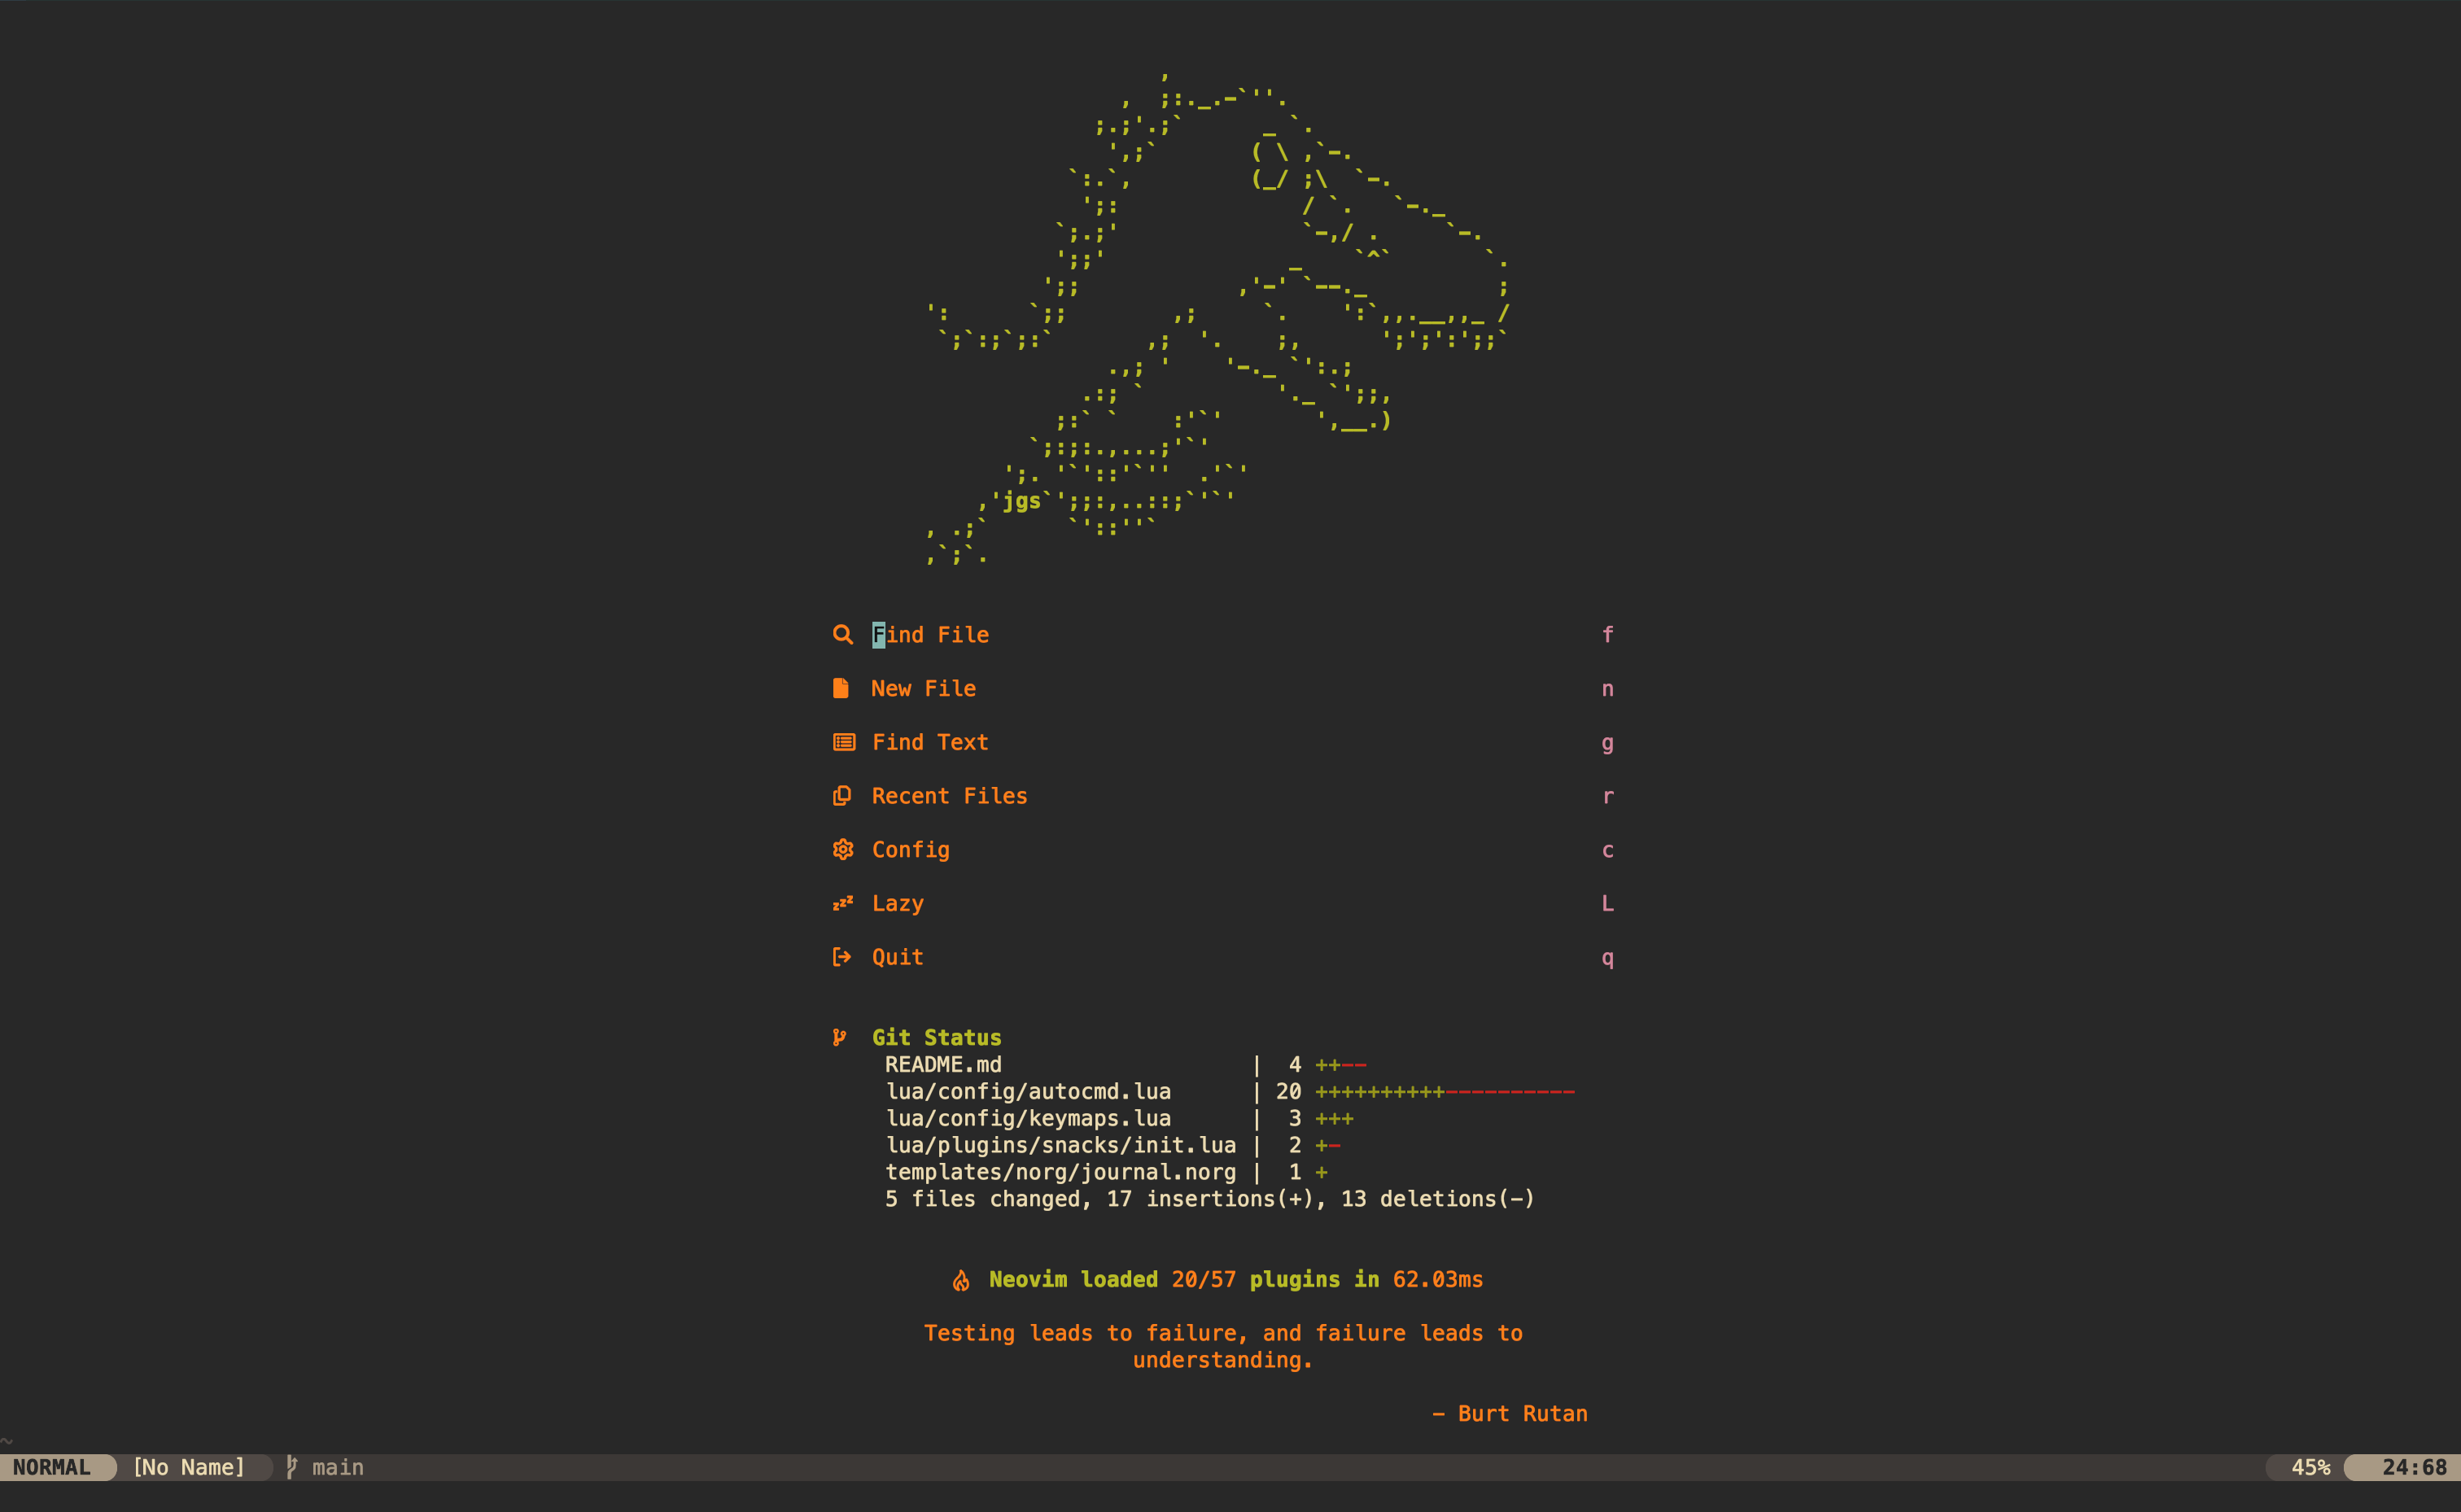 jgs
Find File f
New File n
Find Text g
Recent Files r
Config c
Lazy L
Quit q
Git Status
README.md | 4 ++--
lua/config/autocmd.lua | 20 ++++++++++----------
lua/config/keymaps.lua | 3 +++
lua/plugins/snacks/init.lua | 2 +-
templates/norg/journal.norg | 1 +
5 files changed, 17 insertions(+), 13 deletions(-)
Neovim loaded 20/57 plugins in 62.03ms
Testing leads to failure, and failure leads to
understanding.
— Burt Rutan
~
NORMAL [No Name] main 45% 24:68